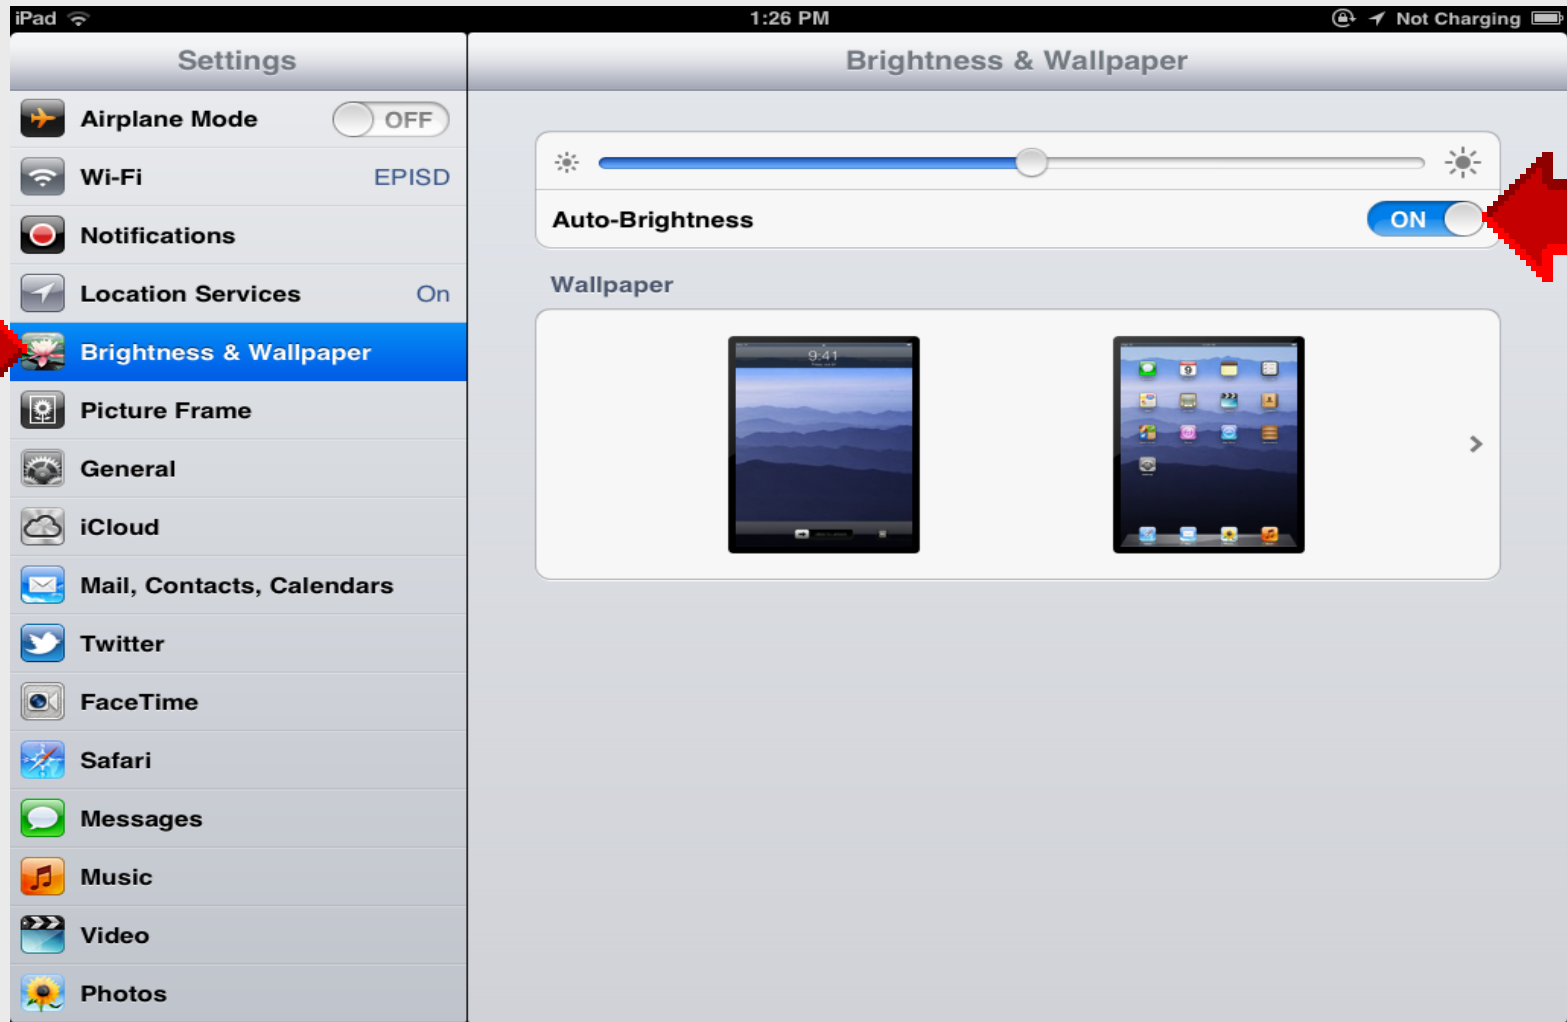 iPad 1:26 PM Not Charging
Settings
Airplane Mode OFF
Wi-Fi EPISD
Notifications
Location Services On
Brightness & Wallpaper
Picture Frame
General
iCloud
Mail, Contacts, Calendars
Twitter
FaceTime
Safari
Messages
Music
Video
Photos
Brightness & Wallpaper
Auto-Brightness ON
Wallpaper
9:41
9